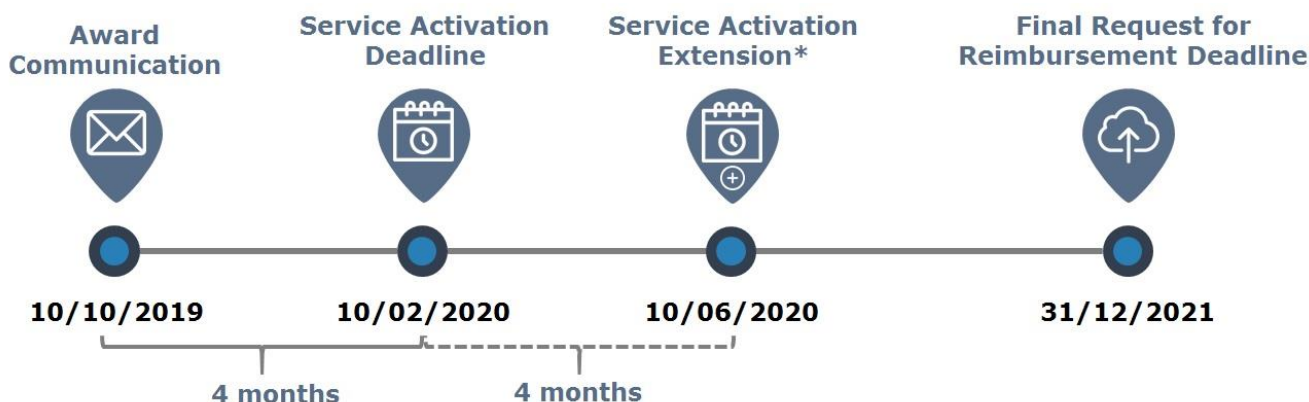 Award
Communication
Service Activation
Deadline
Service Activation
Extension*
Final Request for
Reimbursement Deadline
10/10/2019
10/02/2020
10/06/2020
31/12/2021
4 months
4 months